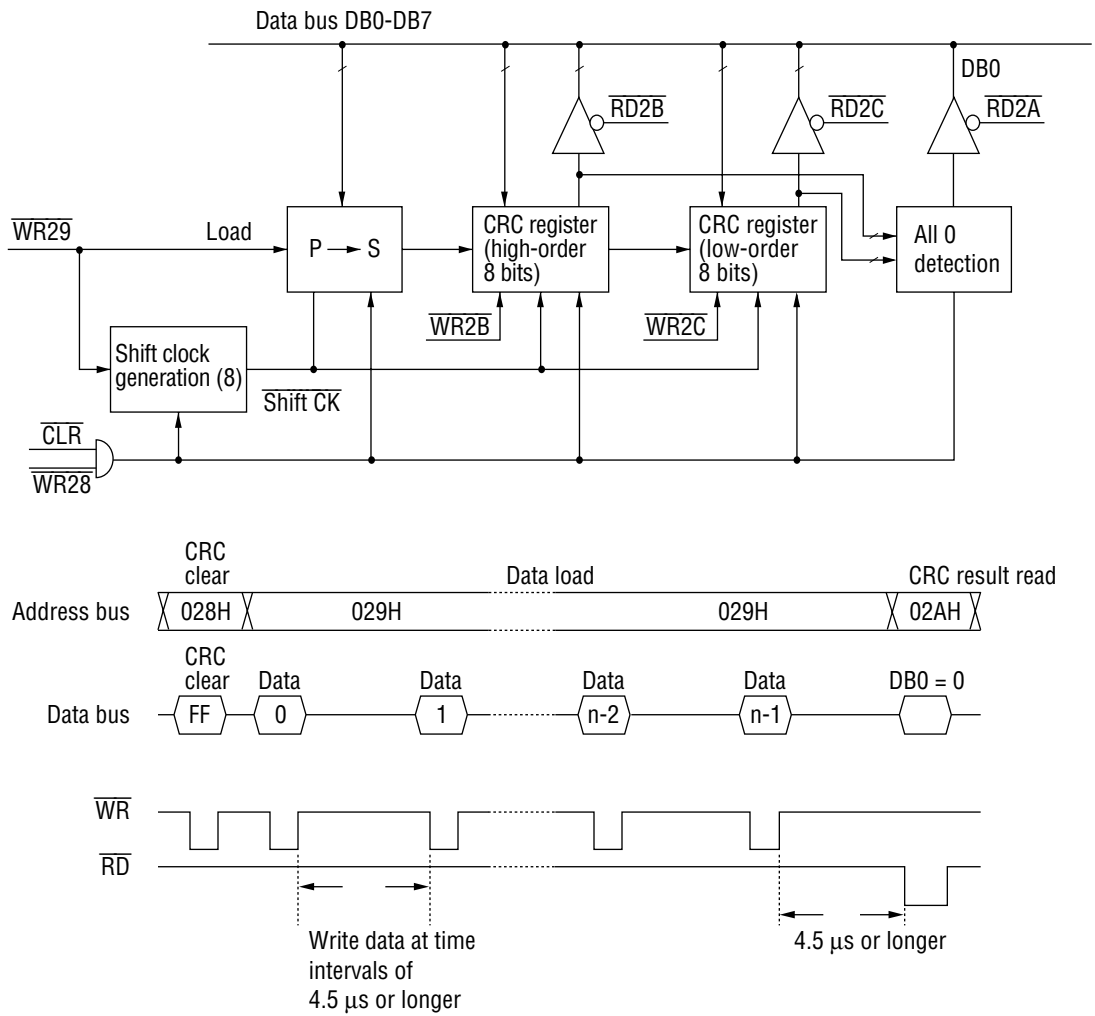 Data bus DB0-DB7
DB0
RD2B
RD2C
RD2A
WR29
Load
P → S
CRC register
(high-order
8 bits)
CRC register
(low-order
8 bits)
All 0
detection
WR2B
WR2C
Shift clock
generation (8)
Shift CK
CLR
WR28
CRC
clear
Data load
CRC result read
Address bus
028H
029H
029H
02AH
CRC
clear
Data
Data
Data
Data
DB0 = 0
Data bus
FF
0
1
n-2
n-1
WR
RD
Write data at time
intervals of
4.5 µs or longer
4.5 µs or longer